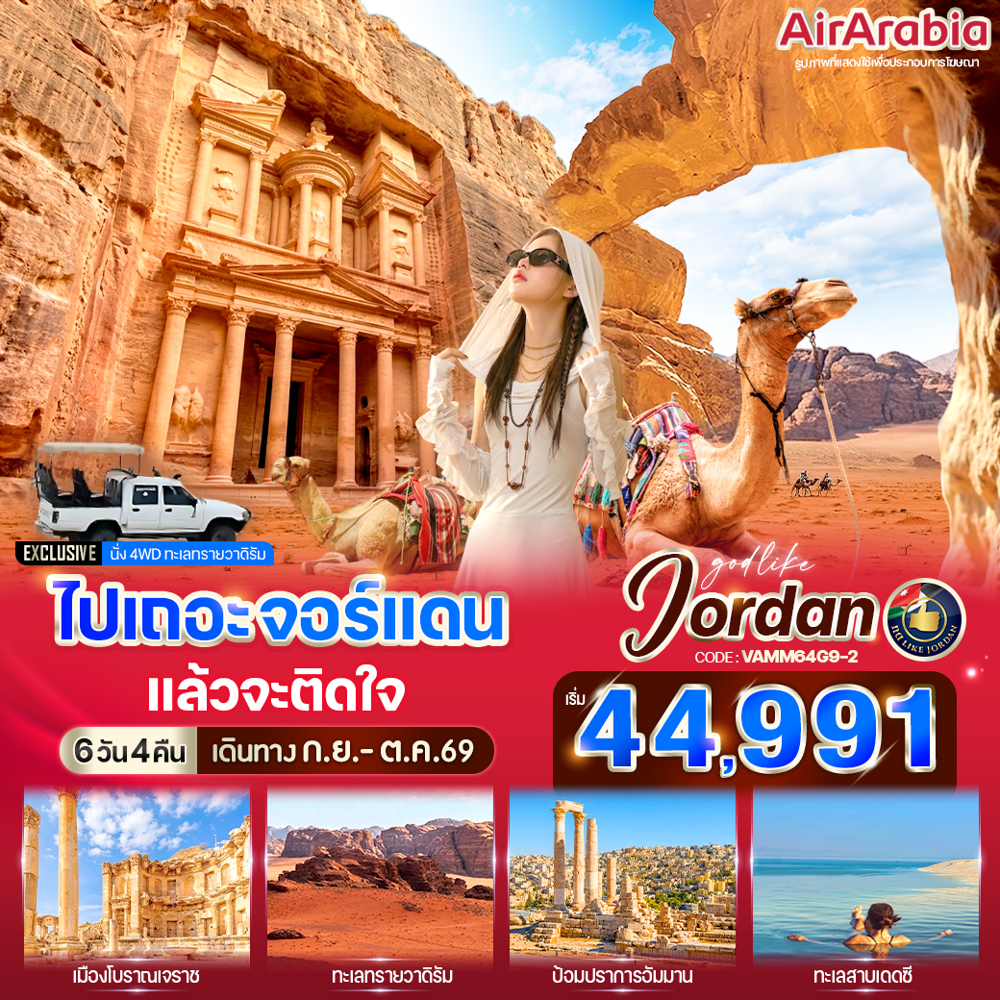 AirArabia
รูปภาพที่แสดงใช้เพื่อประกอบการโฆษณา
EXCLUSIVE นั่ง 4WD ทะเลทรายวาดิรัม
ไปเถอะจอร์แดน
แล้วจะติดใจ
6 วัน 4 คืน เดินทาง ก.ย. - ต.ค. 69
godlike
Jordan
LIKE JORDAN
CODE : VAMM64G9-2
เริ่ม 44,991
เมืองโบราณเจราช
ทะเลทรายวาดิรัม
ป้อมปราการอัมมาน
ทะเลสาบเดดซี